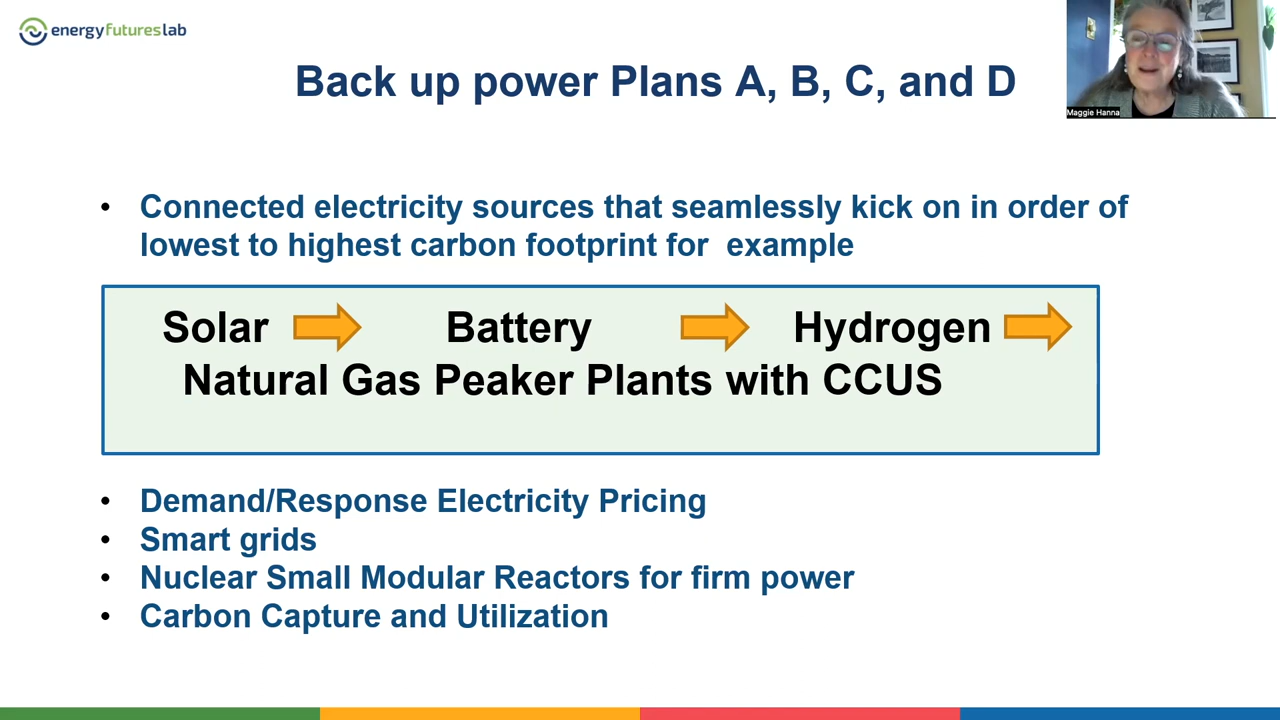 energyfutureslab
Back up power Plans A, B, C, and D
Maggie Hanna
• Connected electricity sources that seamlessly kick on in order of
lowest to highest carbon footprint for example
Solar Battery Hydrogen
Natural Gas Peaker Plants with CCUS
• Demand/Response Electricity Pricing
• Smart grids
• Nuclear Small Modular Reactors for firm power
• Carbon Capture and Utilization